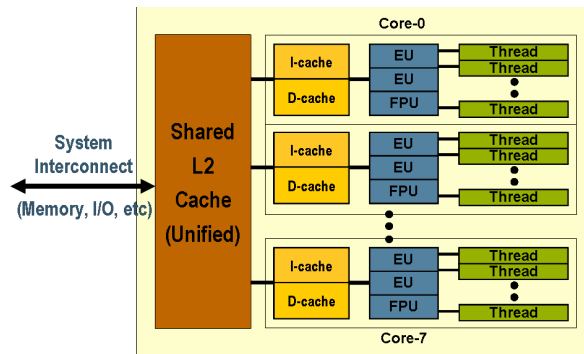 Core-0
I-cache
D-cache
EU
EU
FPU
Thread
Thread
Thread
System
Interconnect
(Memory, I/O, etc)
Shared
L2
Cache
(Unified)
I-cache
D-cache
EU
EU
FPU
Thread
Thread
Thread
I-cache
D-cache
EU
EU
FPU
Thread
Thread
Thread
Core-7